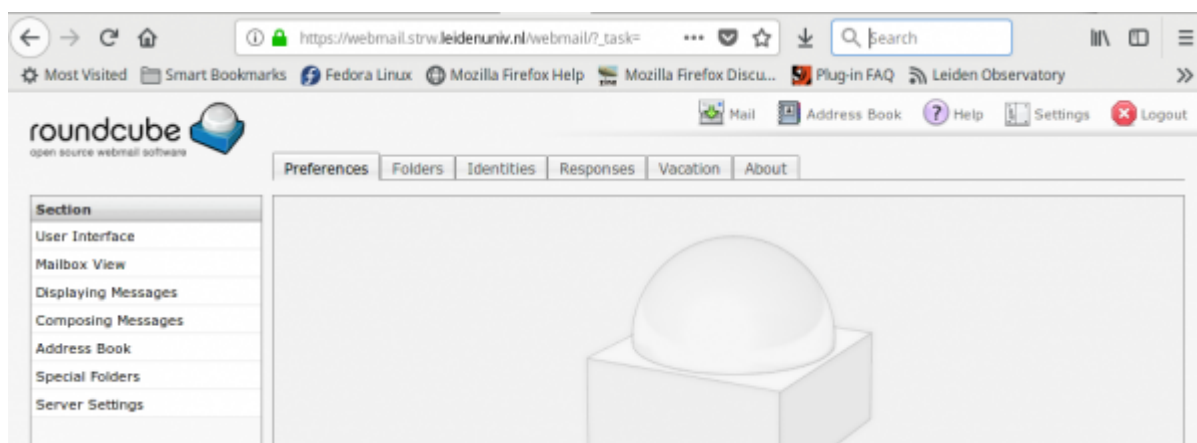 https://webmail.strw.leidenuniv.nl/webmail/?_task= Search
Most Visited Smart Bookmarks Fedora Linux Mozilla Firefox Help Mozilla Firefox Discu... Plug-in FAQ Leiden Observatory
Mail Address Book Help Settings Logout
roundcube
open source webmail software
Preferences Folders Identities Responses Vacation About
Section
User Interface
Mailbox View
Displaying Messages
Composing Messages
Address Book
Special Folders
Server Settings